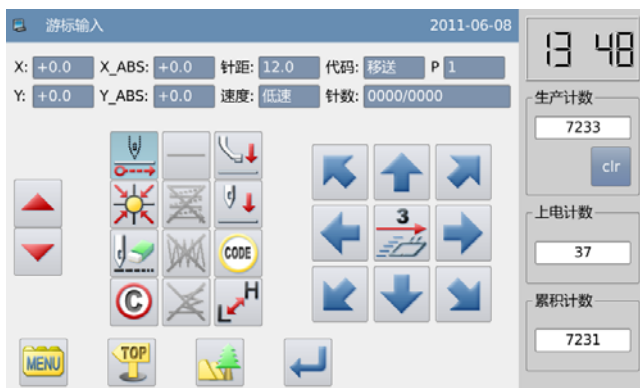 游标输入 2011-06-08
13 48
X: +0.0 X_ABS: +0.0 针距: 12.0 代码: 移送 P 1
Y: +0.0 Y_ABS: +0.0 速度: 低速 针数: 0000/0000
生产计数
7233
clr
上电计数
37
累积计数
7231
3
CODE
C
H
L
MENU
TOP